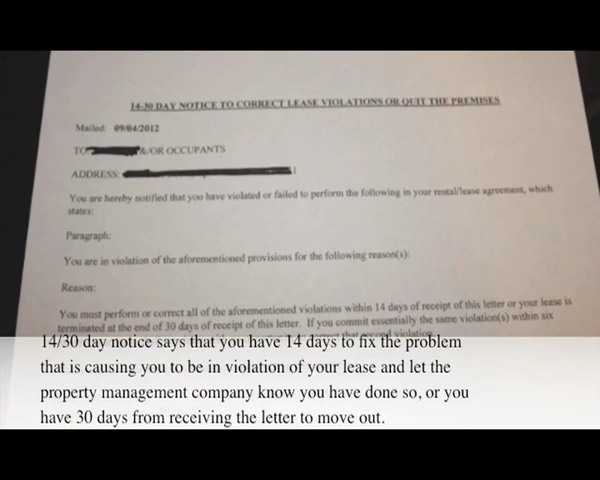 14-30 DAY NOTICE TO CORRECT LEASE VIOLATIONS OR QUIT THE PREMISES
Mailed: 09/04/2012
TO: &/OR OCCUPANTS
ADDRESS:
You are hereby notified that you have violated or failed to perform the following in your rental/lease agreement, which
states:
Paragraph:
You are in violation of the aforementioned provisions for the following reason(s):
Reason:
You must perform or correct all of the aforementioned violations within 14 days of receipt of this letter or your lease is
terminated at the end of 30 days of receipt of this letter. If you commit essentially the same violation(s) within six
that second violation
14/30 day notice says that you have 14 days to fix the problem
that is causing you to be in violation of your lease and let the
property management company know you have done so, or you
have 30 days from receiving the letter to move out.